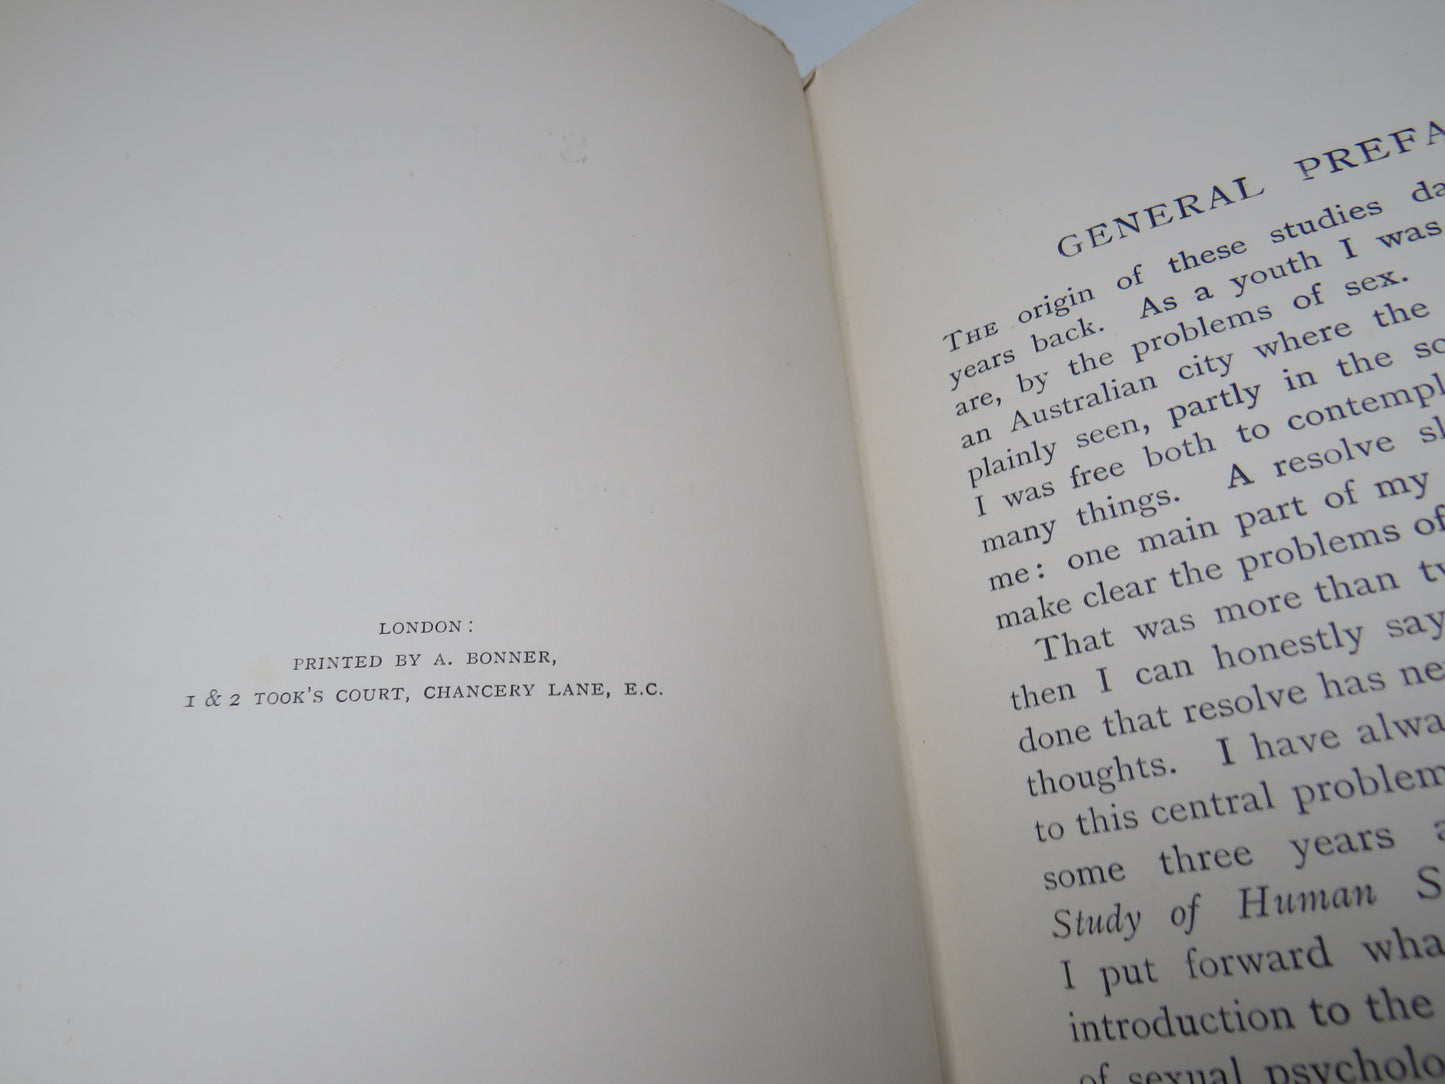 LONDON:
PRINTED BY A. BONNER,
1 & 2 TOOK'S COURT, CHANCERY LANE, E.C.
GENERAL PREFA
THE origin of these studies da
years back. As a youth I was
are, by the problems of sex.
an Australian city where the
plainly seen, partly in the so
I was free both to contempl
many things. A resolve sl
me: one main part of my
make clear the problems of
That was more than tw
then I can honestly say
done that resolve has ne
thoughts. I have alwa
to this central problem
some three years a
Study of Human S
I put forward wha
introduction to the
of sexual psycholo